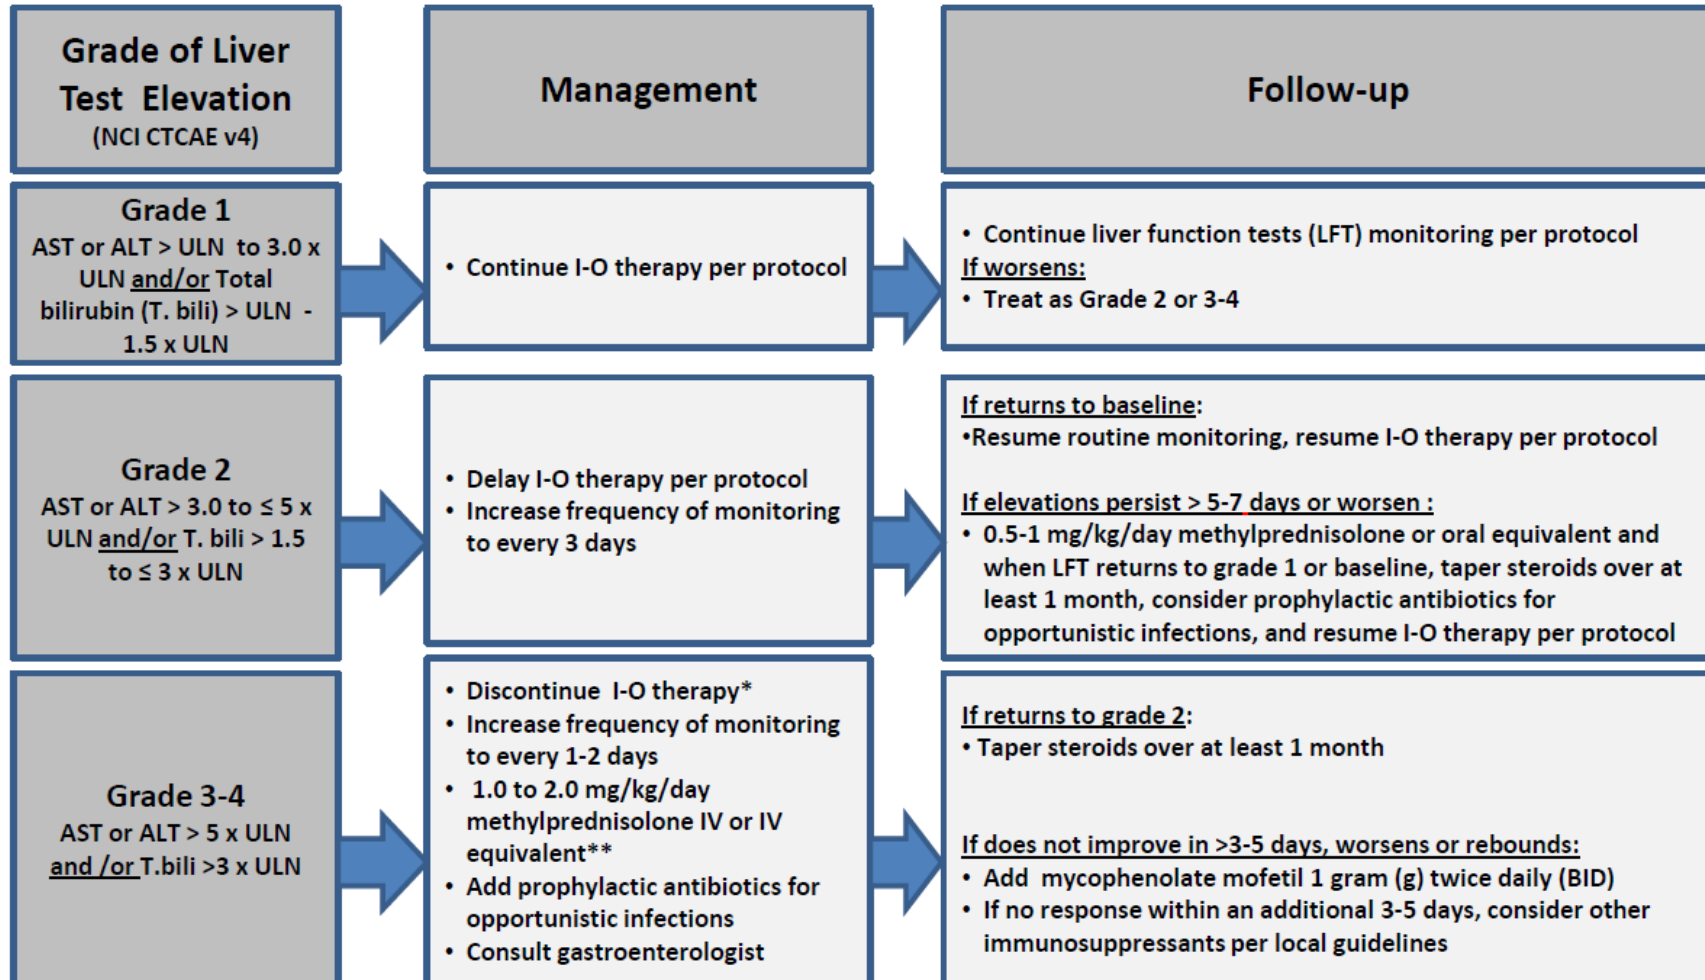 Grade of Liver
Test  Elevation
(NCI CTCAE v4)
Management
Follow-up
Grade 1
AST or ALT > ULN  to 3.0 x
ULN and/or Total
bilirubin (T. bili) > ULN  -
1.5 x ULN
• Continue I-O therapy per protocol
• Continue liver function tests (LFT) monitoring per protocol
If worsens:
• Treat as Grade 2 or 3-4
Grade 2
AST or ALT > 3.0 to ≤ 5 x
ULN and/or T. bili > 1.5
to ≤ 3 x ULN
• Delay I-O therapy per protocol
• Increase frequency of monitoring
to every 3 days
If returns to baseline:
•Resume routine monitoring, resume I-O therapy per protocol
If elevations persist > 5-7 days or worsen :
• 0.5-1 mg/kg/day methylprednisolone or oral equivalent and
when LFT returns to grade 1 or baseline, taper steroids over at
least 1 month, consider prophylactic antibiotics for
opportunistic infections, and resume I-O therapy per protocol
Grade 3-4
AST or ALT > 5 x ULN
and /or T.bili >3 x ULN
• Discontinue  I-O therapy*
• Increase frequency of monitoring
to every 1-2 days
•  1.0 to 2.0 mg/kg/day
methylprednisolone IV or IV
equivalent**
• Add prophylactic antibiotics for
opportunistic infections
• Consult gastroenterologist
If returns to grade 2:
• Taper steroids over at least 1 month
If does not improve in >3-5 days, worsens or rebounds:
• Add  mycophenolate mofetil 1 gram (g) twice daily (BID)
• If no response within an additional 3-5 days, consider other
immunosuppressants per local guidelines